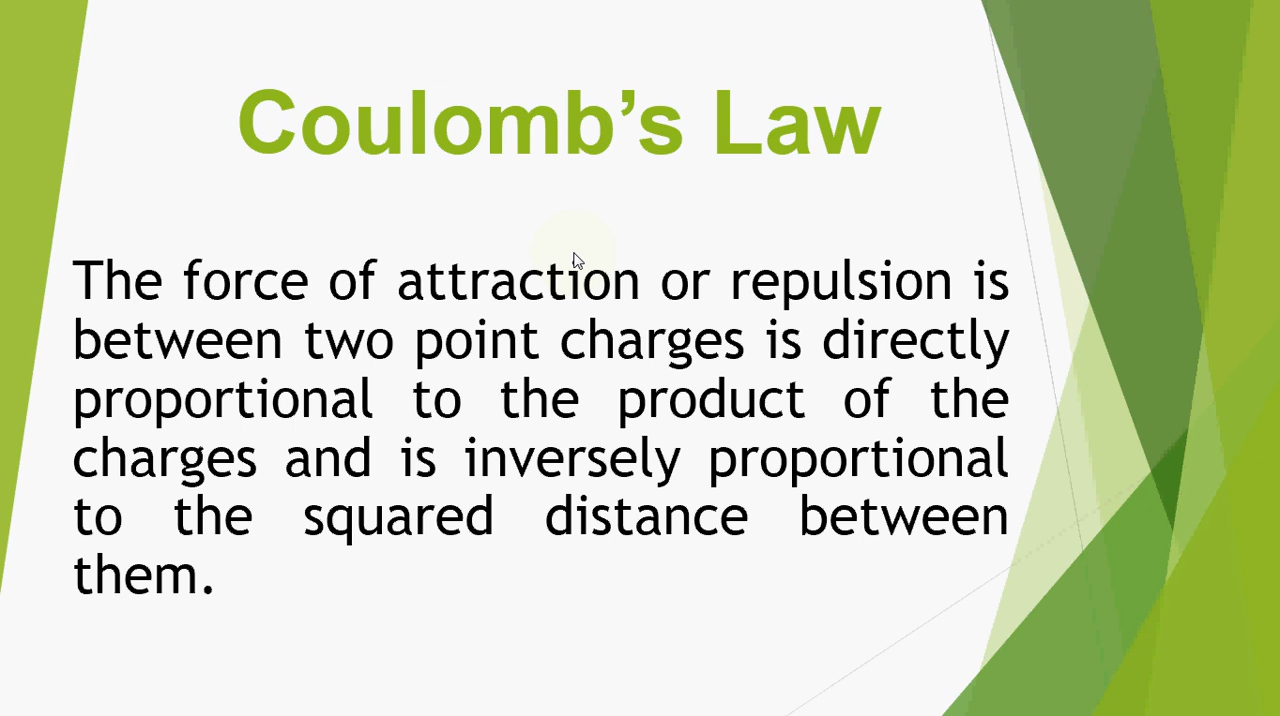 Coulomb’s Law
The force of attraction or repulsion is
between two point charges is directly
proportional to the product of the
charges and is inversely proportional
to the squared distance between
them.